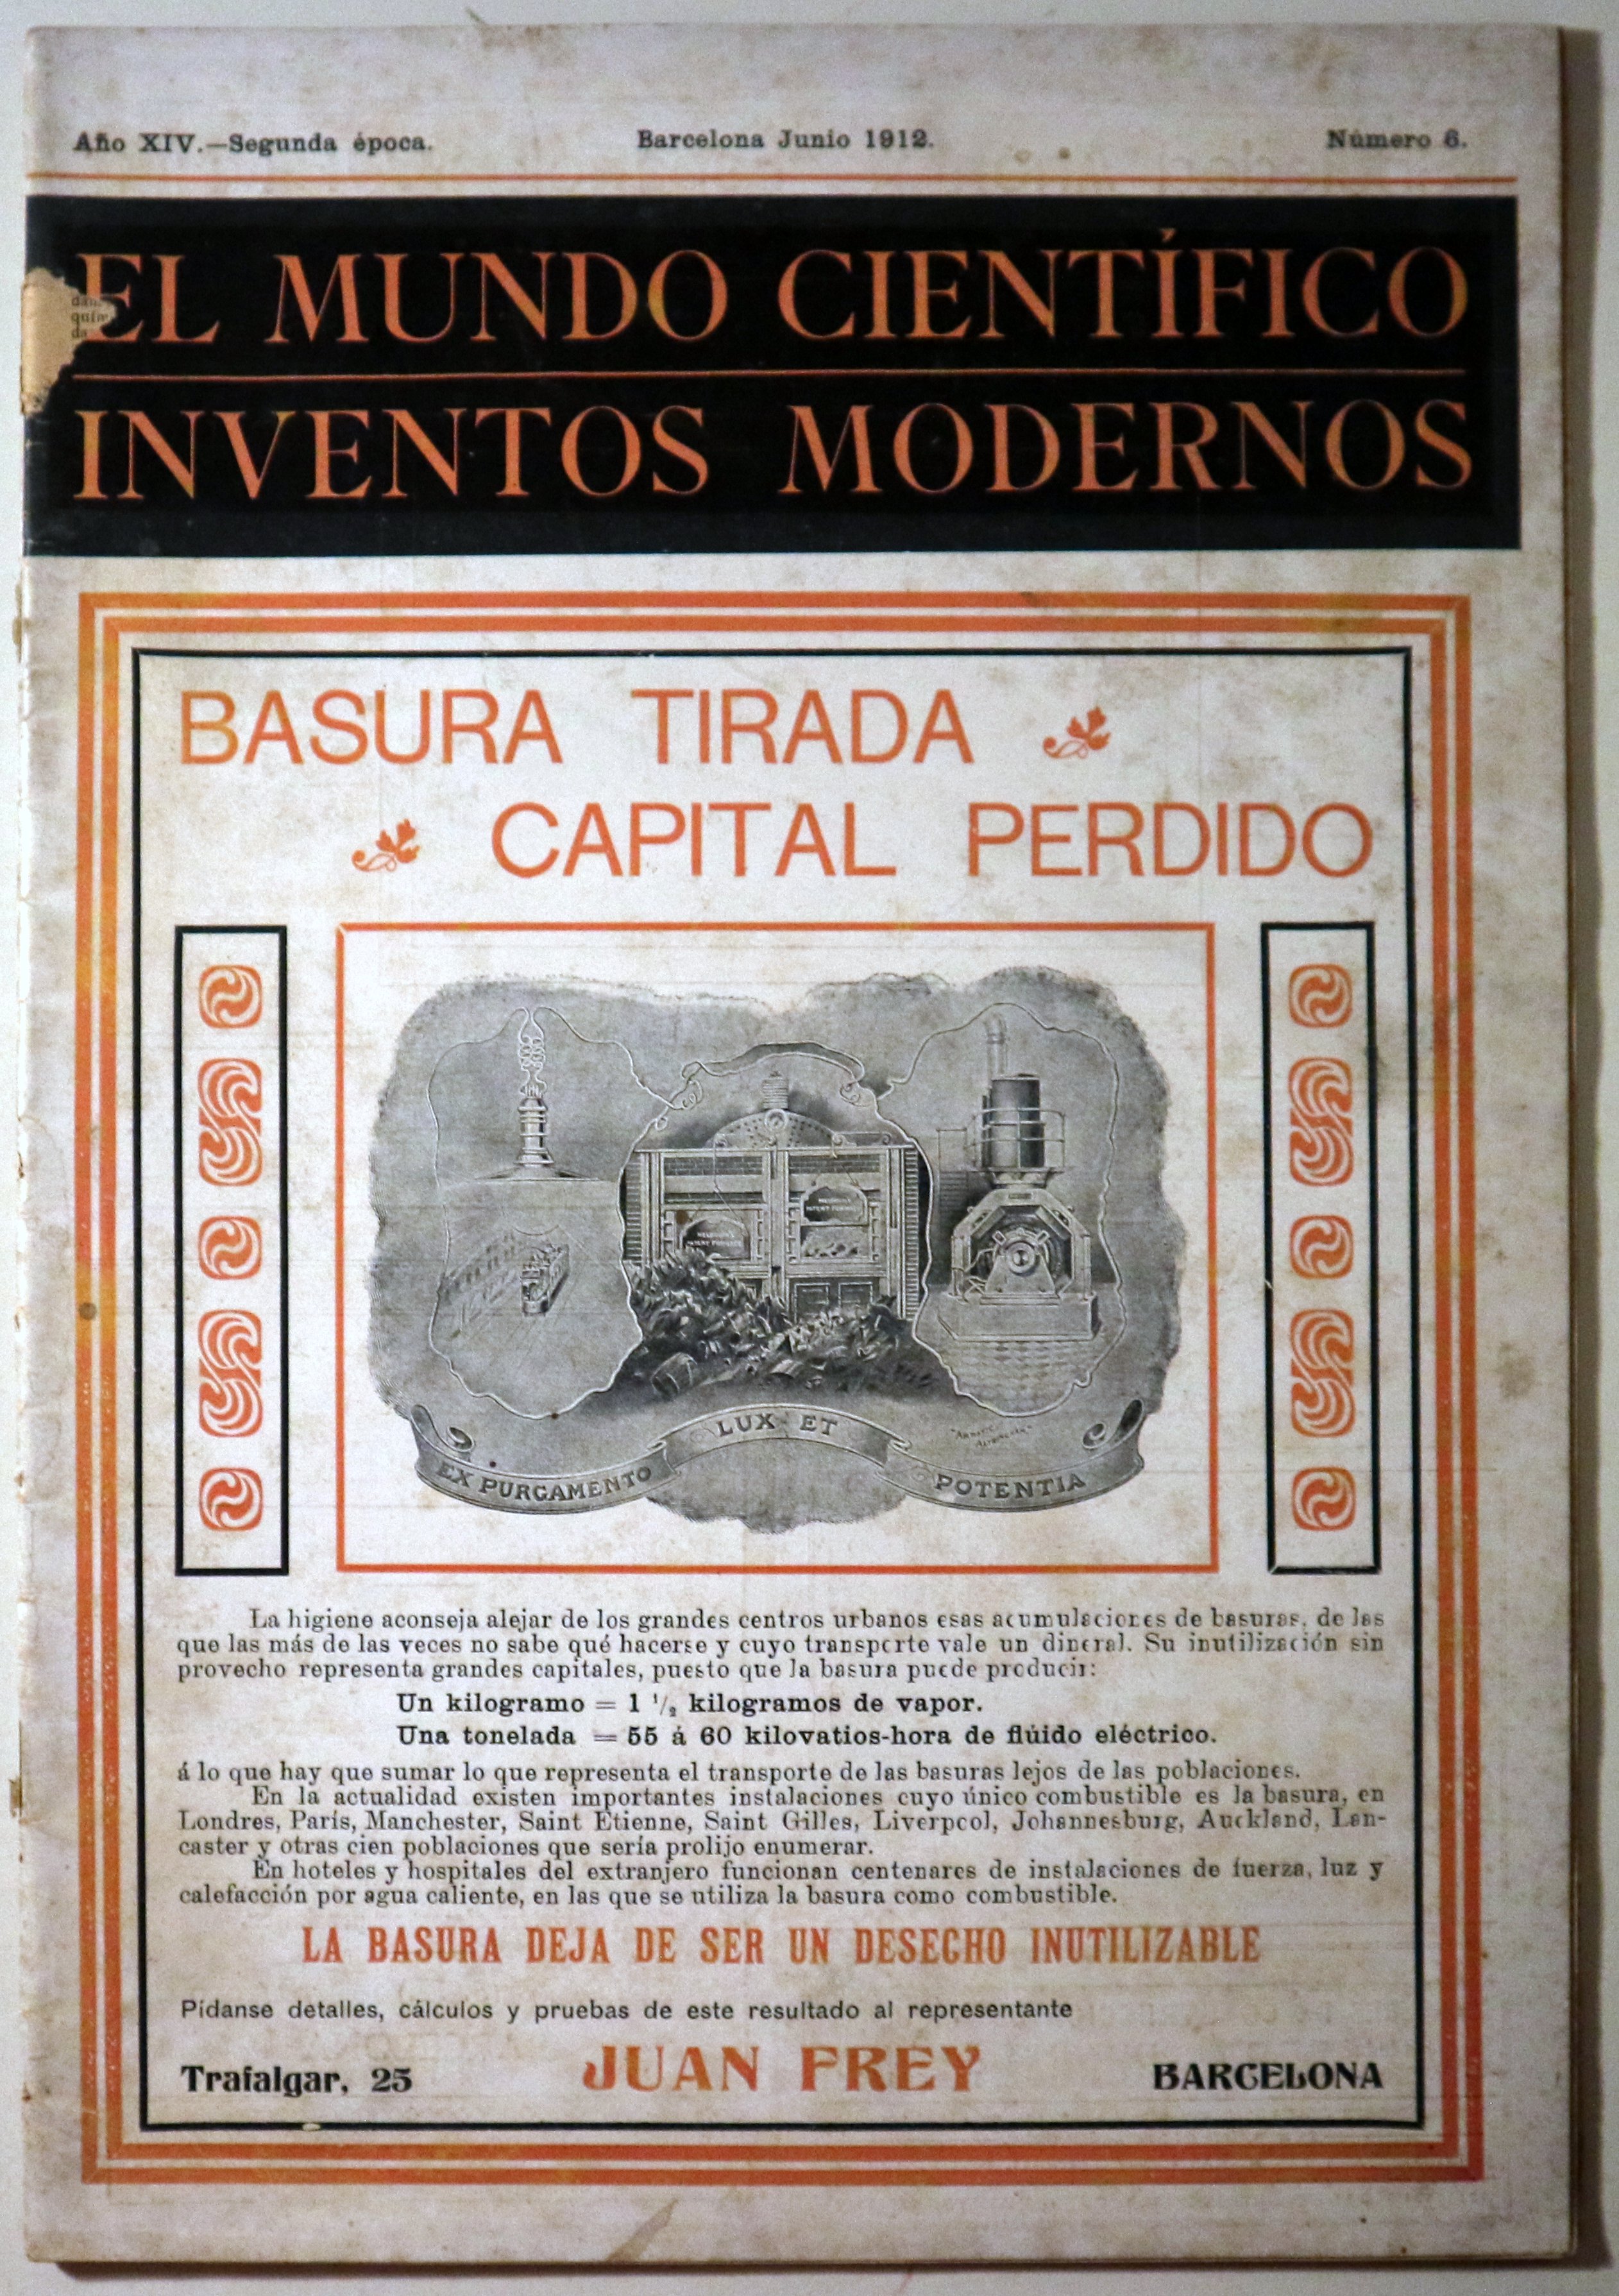 Año XIV.—Segunda época. Barcelona Junio 1912. Número 6.
EL MUNDO CIENTÍFICO
INVENTOS MODERNOS
BASURA TIRADA
CAPITAL PERDIDO
LUX ET
EX PURGAMENTO
POTENTIA
La higiene aconseja alejar de los grandes centros urbanos esas acumulaciones de basuras, de las
que las más de las veces no sabe qué hacerse y cuyo transporte vale un dineral. Su inutilización sin
provecho representa grandes capitales, puesto que la basura puede producir:
Un kilogramo = 1 ¹/₂ kilogramos de vapor.
Una tonelada = 55 á 60 kilovatios-hora de flúido eléctrico.
á lo que hay que sumar lo que representa el transporte de las basuras lejos de las poblaciones.
En la actualidad existen importantes instalaciones cuyo único combustible es la basura, en
Londres, París, Manchester, Saint Etienne, Saint Gilles, Liverpool, Johannesburg, Auckland, Lan-
caster y otras cien poblaciones que sería prolijo enumerar.
En hoteles y hospitales del extranjero funcionan centenares de instalaciones de fuerza, luz y
calefacción por agua caliente, en las que se utiliza la basura como combustible.
LA BASURA DEJA DE SER UN DESECHO INUTILIZABLE
Pídanse detalles, cálculos y pruebas de este resultado al representante
Trafalgar, 25 JUAN FREY BARCELONA